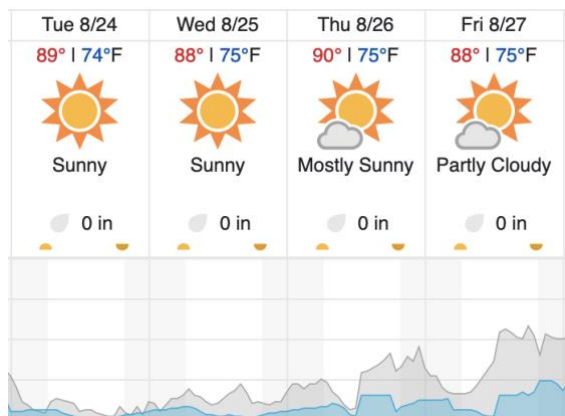 Tue 8/24 Wed 8/25 Thu 8/26 Fri 8/27
89° | 74°F 88° | 75°F 90° | 75°F 88° | 75°F
Sunny Sunny Mostly Sunny Partly Cloudy
0 in 0 in 0 in 0 in